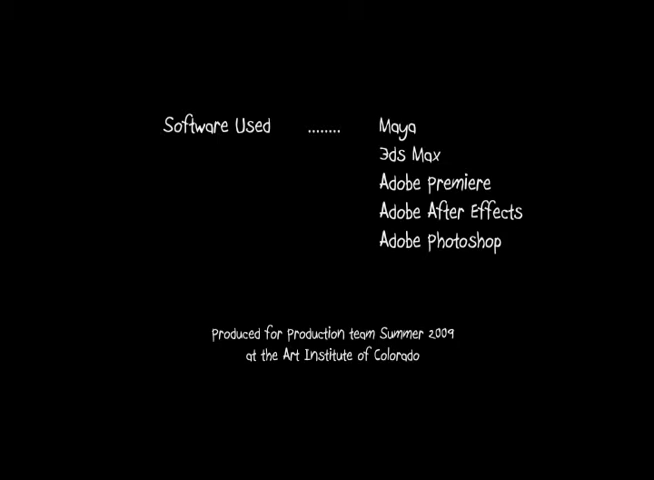 Software Used ........ Maya
3ds Max
Adobe Premiere
Adobe After Effects
Adobe Photoshop
Produced for Production team Summer 2009
at the Art Institute of Colorado